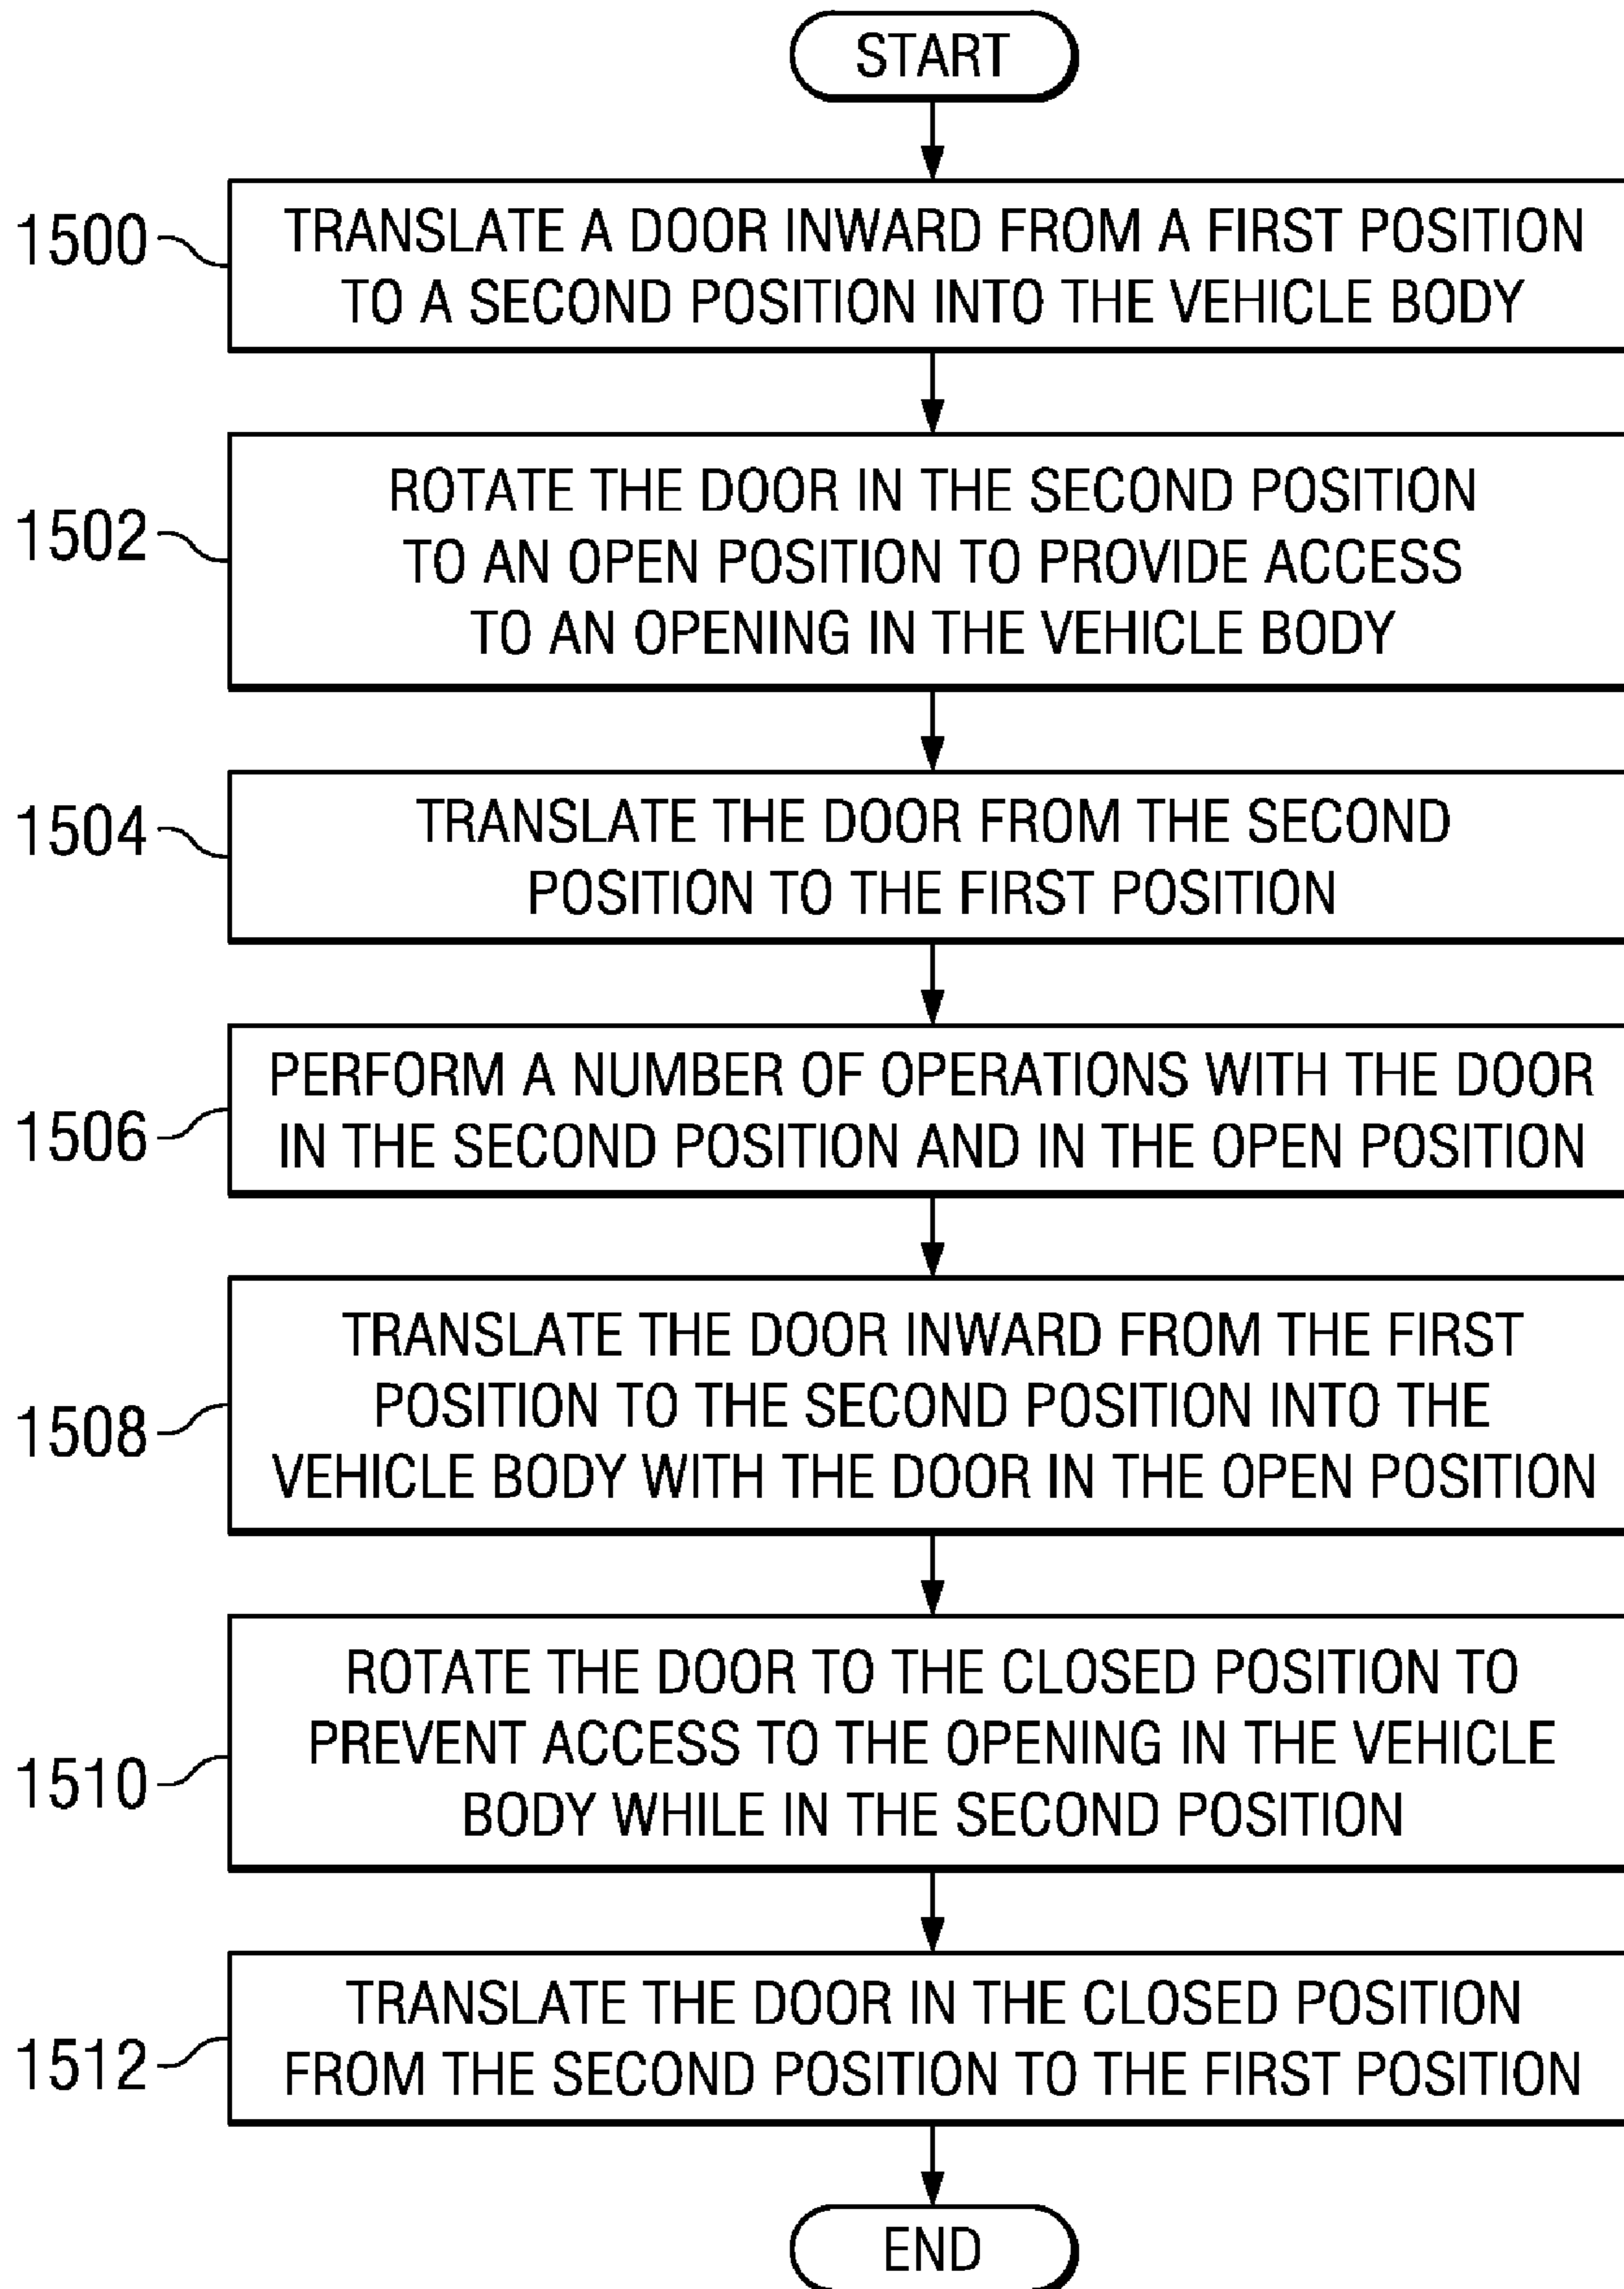 START
1500
TRANSLATE A DOOR INWARD FROM A FIRST POSITION
TO A SECOND POSITION INTO THE VEHICLE BODY
1502
ROTATE THE DOOR IN THE SECOND POSITION
TO AN OPEN POSITION TO PROVIDE ACCESS
TO AN OPENING IN THE VEHICLE BODY
1504
TRANSLATE THE DOOR FROM THE SECOND
POSITION TO THE FIRST POSITION
1506
PERFORM A NUMBER OF OPERATIONS WITH THE DOOR
IN THE SECOND POSITION AND IN THE OPEN POSITION
1508
TRANSLATE THE DOOR INWARD FROM THE FIRST
POSITION TO THE SECOND POSITION INTO THE
VEHICLE BODY WITH THE DOOR IN THE OPEN POSITION
1510
ROTATE THE DOOR TO THE CLOSED POSITION TO
PREVENT ACCESS TO THE OPENING IN THE VEHICLE
BODY WHILE IN THE SECOND POSITION
1512
TRANSLATE THE DOOR IN THE CLOSED POSITION
FROM THE SECOND POSITION TO THE FIRST POSITION
END